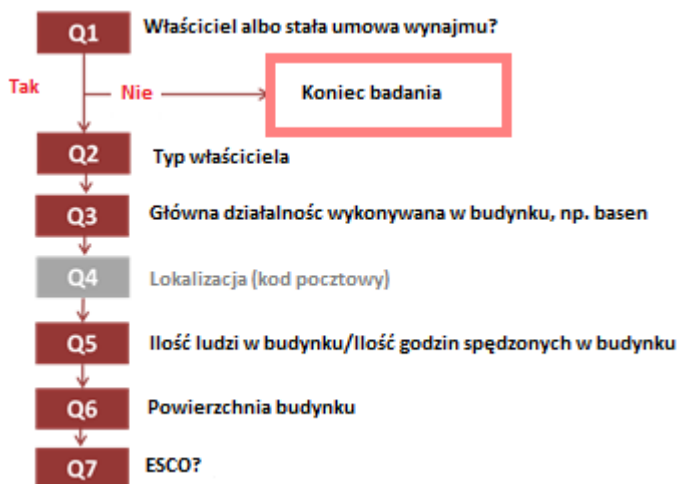 Q1 Właściciel albo stała umowa wynajmu?
Tak
Nie
Koniec badania
Q2 Typ właściciela
Q3 Główna działalnośc wykonywana w budynku, np. basen
Q4 Lokalizacja (kod pocztowy)
Q5 Ilość ludzi w budynku/Ilość godzin spędzonych w budynku
Q6 Powierzchnia budynku
Q7 ESCO?